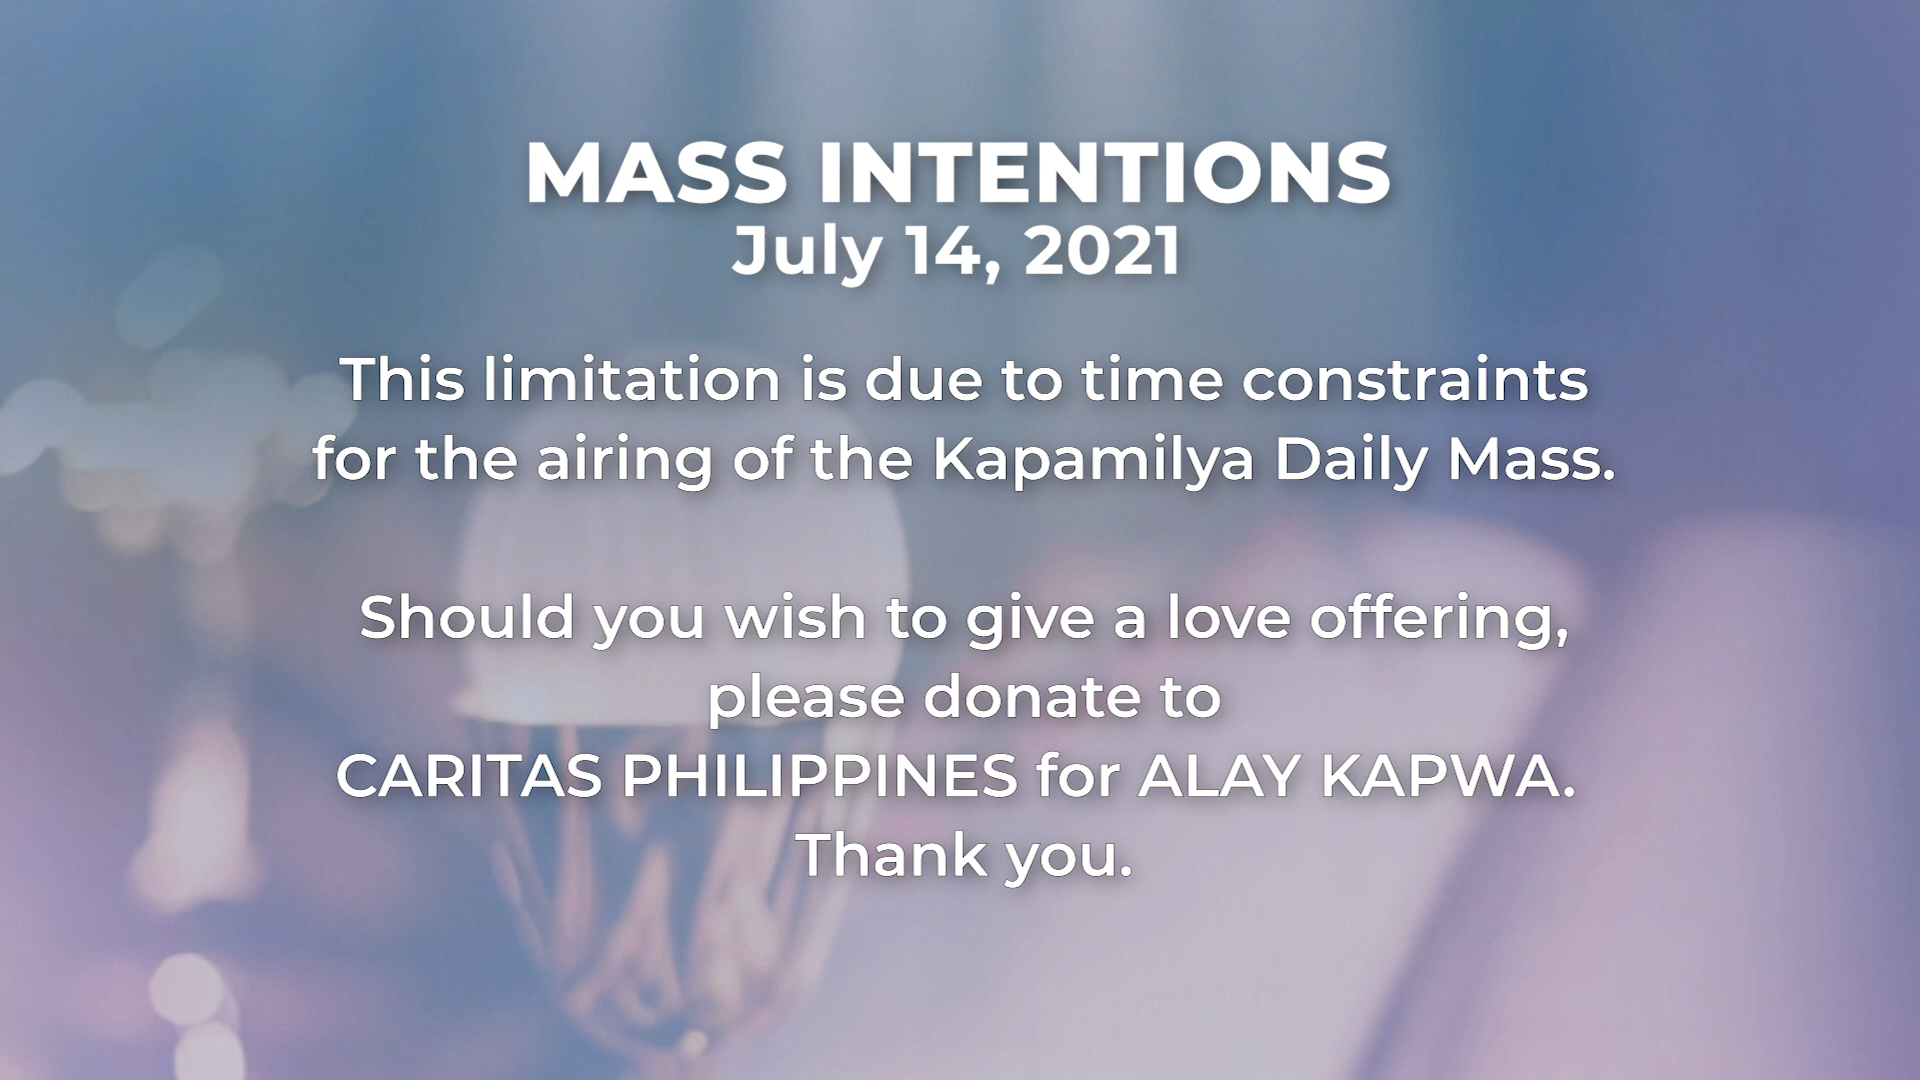 MASS INTENTIONS
July 14, 2021
This limitation is due to time constraints
for the airing of the Kapamilya Daily Mass.
Should you wish to give a love offering,
please donate to
CARITAS PHILIPPINES for ALAY KAPWA.
Thank you.